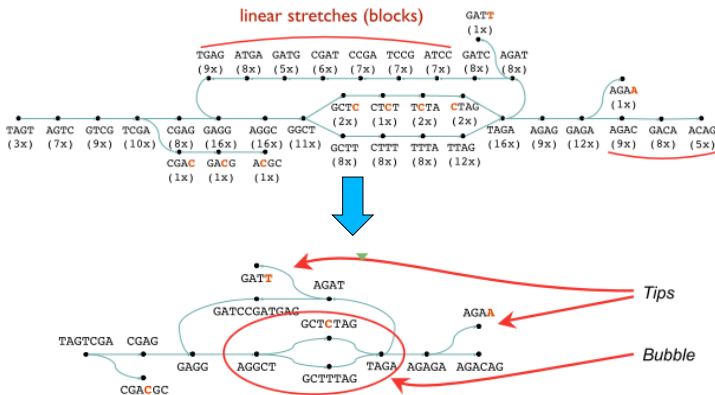 linear stretches (blocks)
GATT
(1x)
TGAG ATGA GATG CGAT CCGA TCCG ATCC GATC AGAT
(9x) (8x) (5x) (6x) (7x) (7x) (7x) (8x) (8x)
AGAA
(1x)
GCTC CTCT TCTA CTAG
(2x) (1x) (2x) (2x)
TAGT AGTC GTCG TCGA CGAG GAGG AGGC GGCT TAGA AGAG GAGA AGAC GACA ACAG
(3x) (7x) (9x) (10x) (8x) (16x) (16x) (11x) (16x) (9x) (12x) (9x) (8x) (5x)
GCTT CTTT TTTA TTAG
(8x) (8x) (8x) (12x)
CGAC GACG ACGC
(1x) (1x) (1x)
GATT
AGAT
Tips
GATCCGATGAG
AGAA
GCTCTAG
TAGTCGA CGAG
Bubble
GAGG AGGCT TAGA AGAGA AGACAG
GCTTTAG
CGACGC